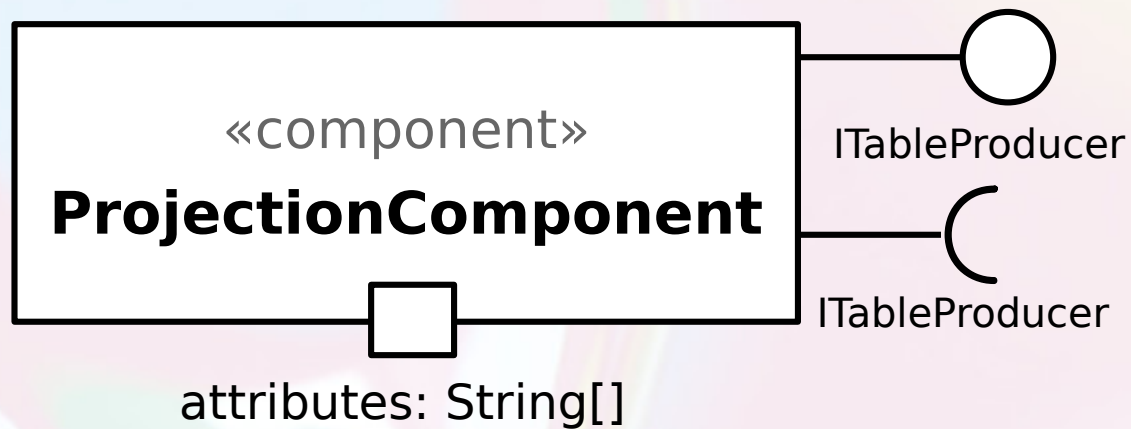 «component»
ProjectionComponent
ITableProducer
ITableProducer
attributes: String[]